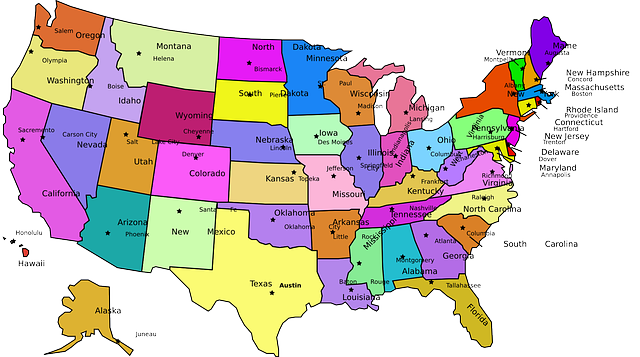 Salem Oregon
Olympia
Washington
Boise
Idaho
Montana
Helena
North Dakota
Bismarck
South Dakota
Pierre
Minnesota
St Paul
Wisconsin
Madison
Michigan
Lansing
Wyoming
Cheyenne
Nebraska
Lincoln
Iowa
Des Moines
Illinois
Springfield
Indiana
Indianapolis
Ohio
Columbus
Pennsylvania
Harrisburg
New York
Albany
Vermont
Montpelier
Maine
Augusta
New Hampshire
Concord
Massachusetts
Boston
Rhode Island
Providence
Connecticut
Hartford
New Jersey
Trenton
Delaware
Dover
Maryland
Annapolis
West Virginia
Charleston
Virginia
Richmond
Sacramento
California
Carson City
Nevada
Salt Lake City
Utah
Denver
Colorado
Kansas
Topeka
Jefferson City
Missouri
Kentucky
Frankfort
Nashville
Tennessee
Raleigh
North Carolina
Columbia
South Carolina
Arizona
Phoenix
Santa Fe
New Mexico
Oklahoma
Oklahoma City
Arkansas
Little Rock
Mississippi
Atlanta
Georgia
Montgomery
Alabama
Texas Austin
Baton Rouge
Louisiana
Tallahassee
Florida
Honolulu
Hawaii
Alaska
Juneau